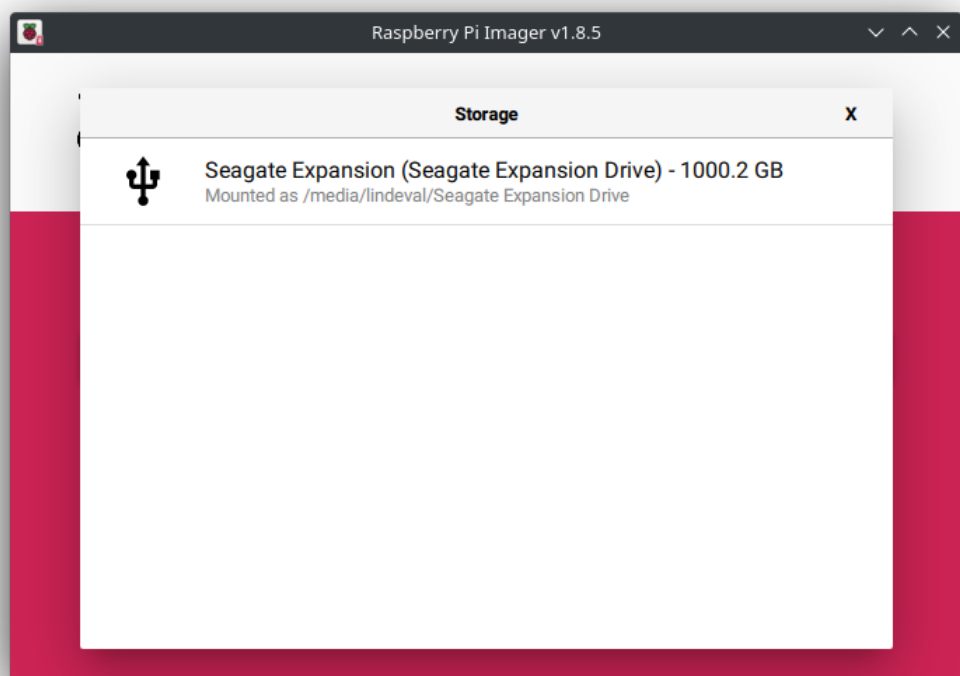 Raspberry Pi Imager v1.8.5
Storage
X
Seagate Expansion (Seagate Expansion Drive) - 1000.2 GB
Mounted as /media/lindeval/Seagate Expansion Drive